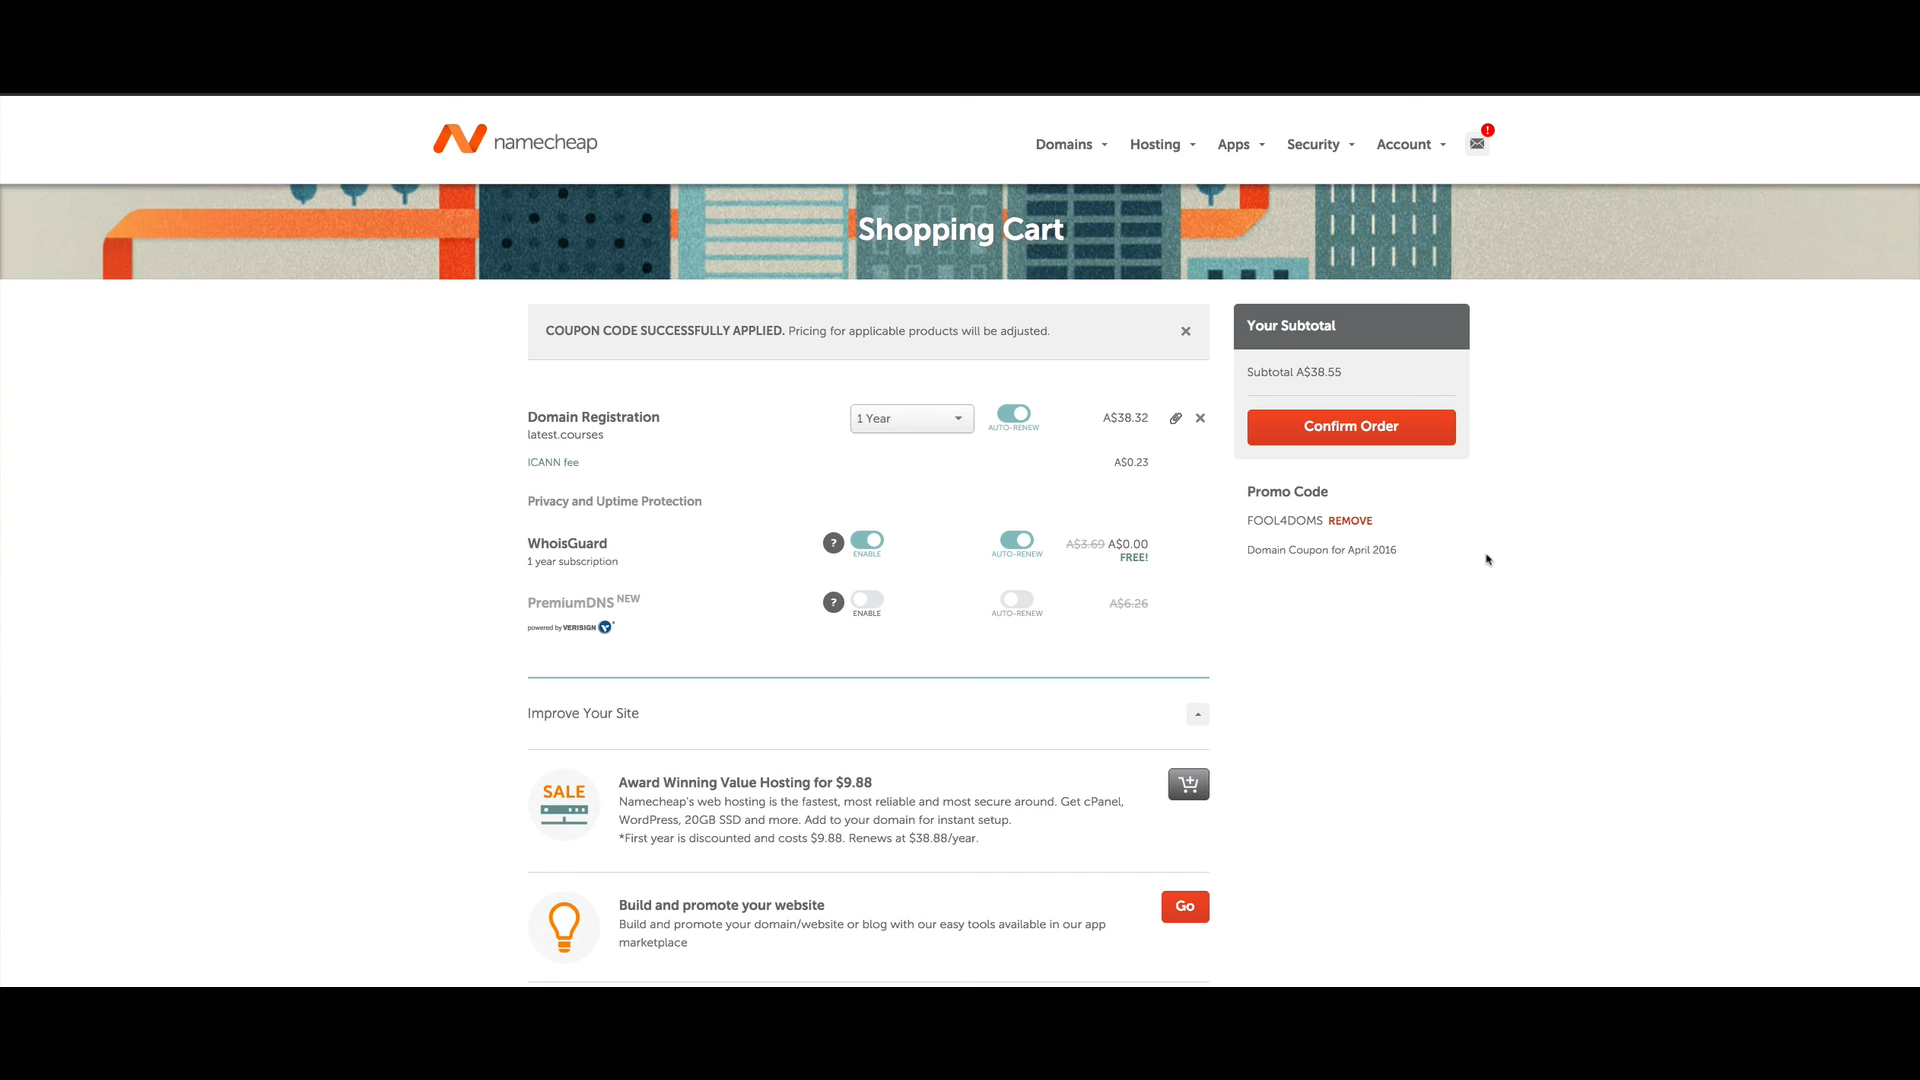 namecheap
Domains
Hosting
Apps
Security
Account
!
Shopping Cart
COUPON CODE SUCCESSFULLY APPLIED. Pricing for applicable products will be adjusted.
Your Subtotal
Subtotal A$38.55
Confirm Order
Domain Registration
latest.courses
1 Year
AUTO-RENEW
A$38.32
ICANN fee
A$0.23
Privacy and Uptime Protection
Promo Code
FOOL4DOMS REMOVE
Domain Coupon for April 2016
WhoisGuard
1 year subscription
?
ENABLE
AUTO-RENEW
A$3.69 A$0.00
FREE!
PremiumDNS NEW
powered by VERISIGN
?
ENABLE
AUTO-RENEW
A$6.26
Improve Your Site
SALE
Award Winning Value Hosting for $9.88
Namecheap's web hosting is the fastest, most reliable and most secure around. Get cPanel,
WordPress, 20GB SSD and more. Add to your domain for instant setup.
*First year is discounted and costs $9.88. Renews at $38.88/year.
Build and promote your website
Build and promote your domain/website or blog with our easy tools available in our app
marketplace
Go